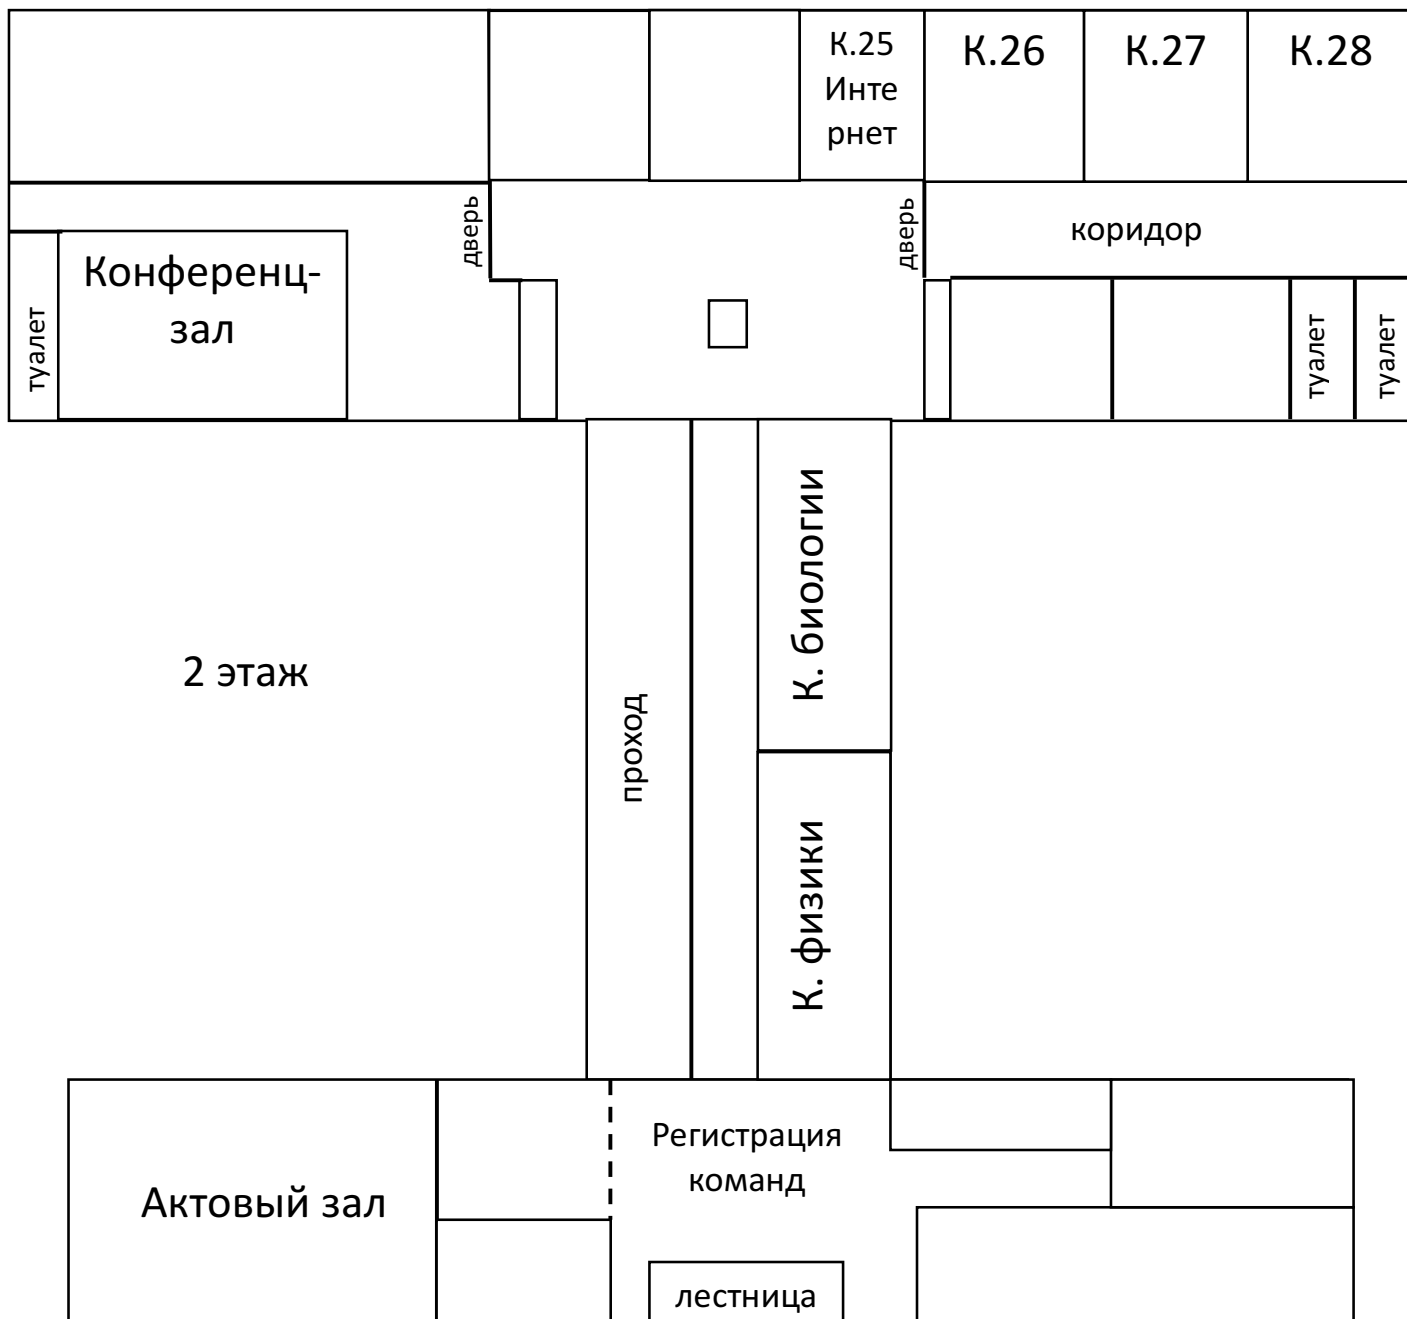 К.25
Инте
рнет
К.26
К.27
К.28
дверь
дверь
коридор
Конференц-
зал
туалет
туалет
туалет
К. биологии
2 этаж
проход
К. физики
Регистрация
команд
Актовый зал
лестница